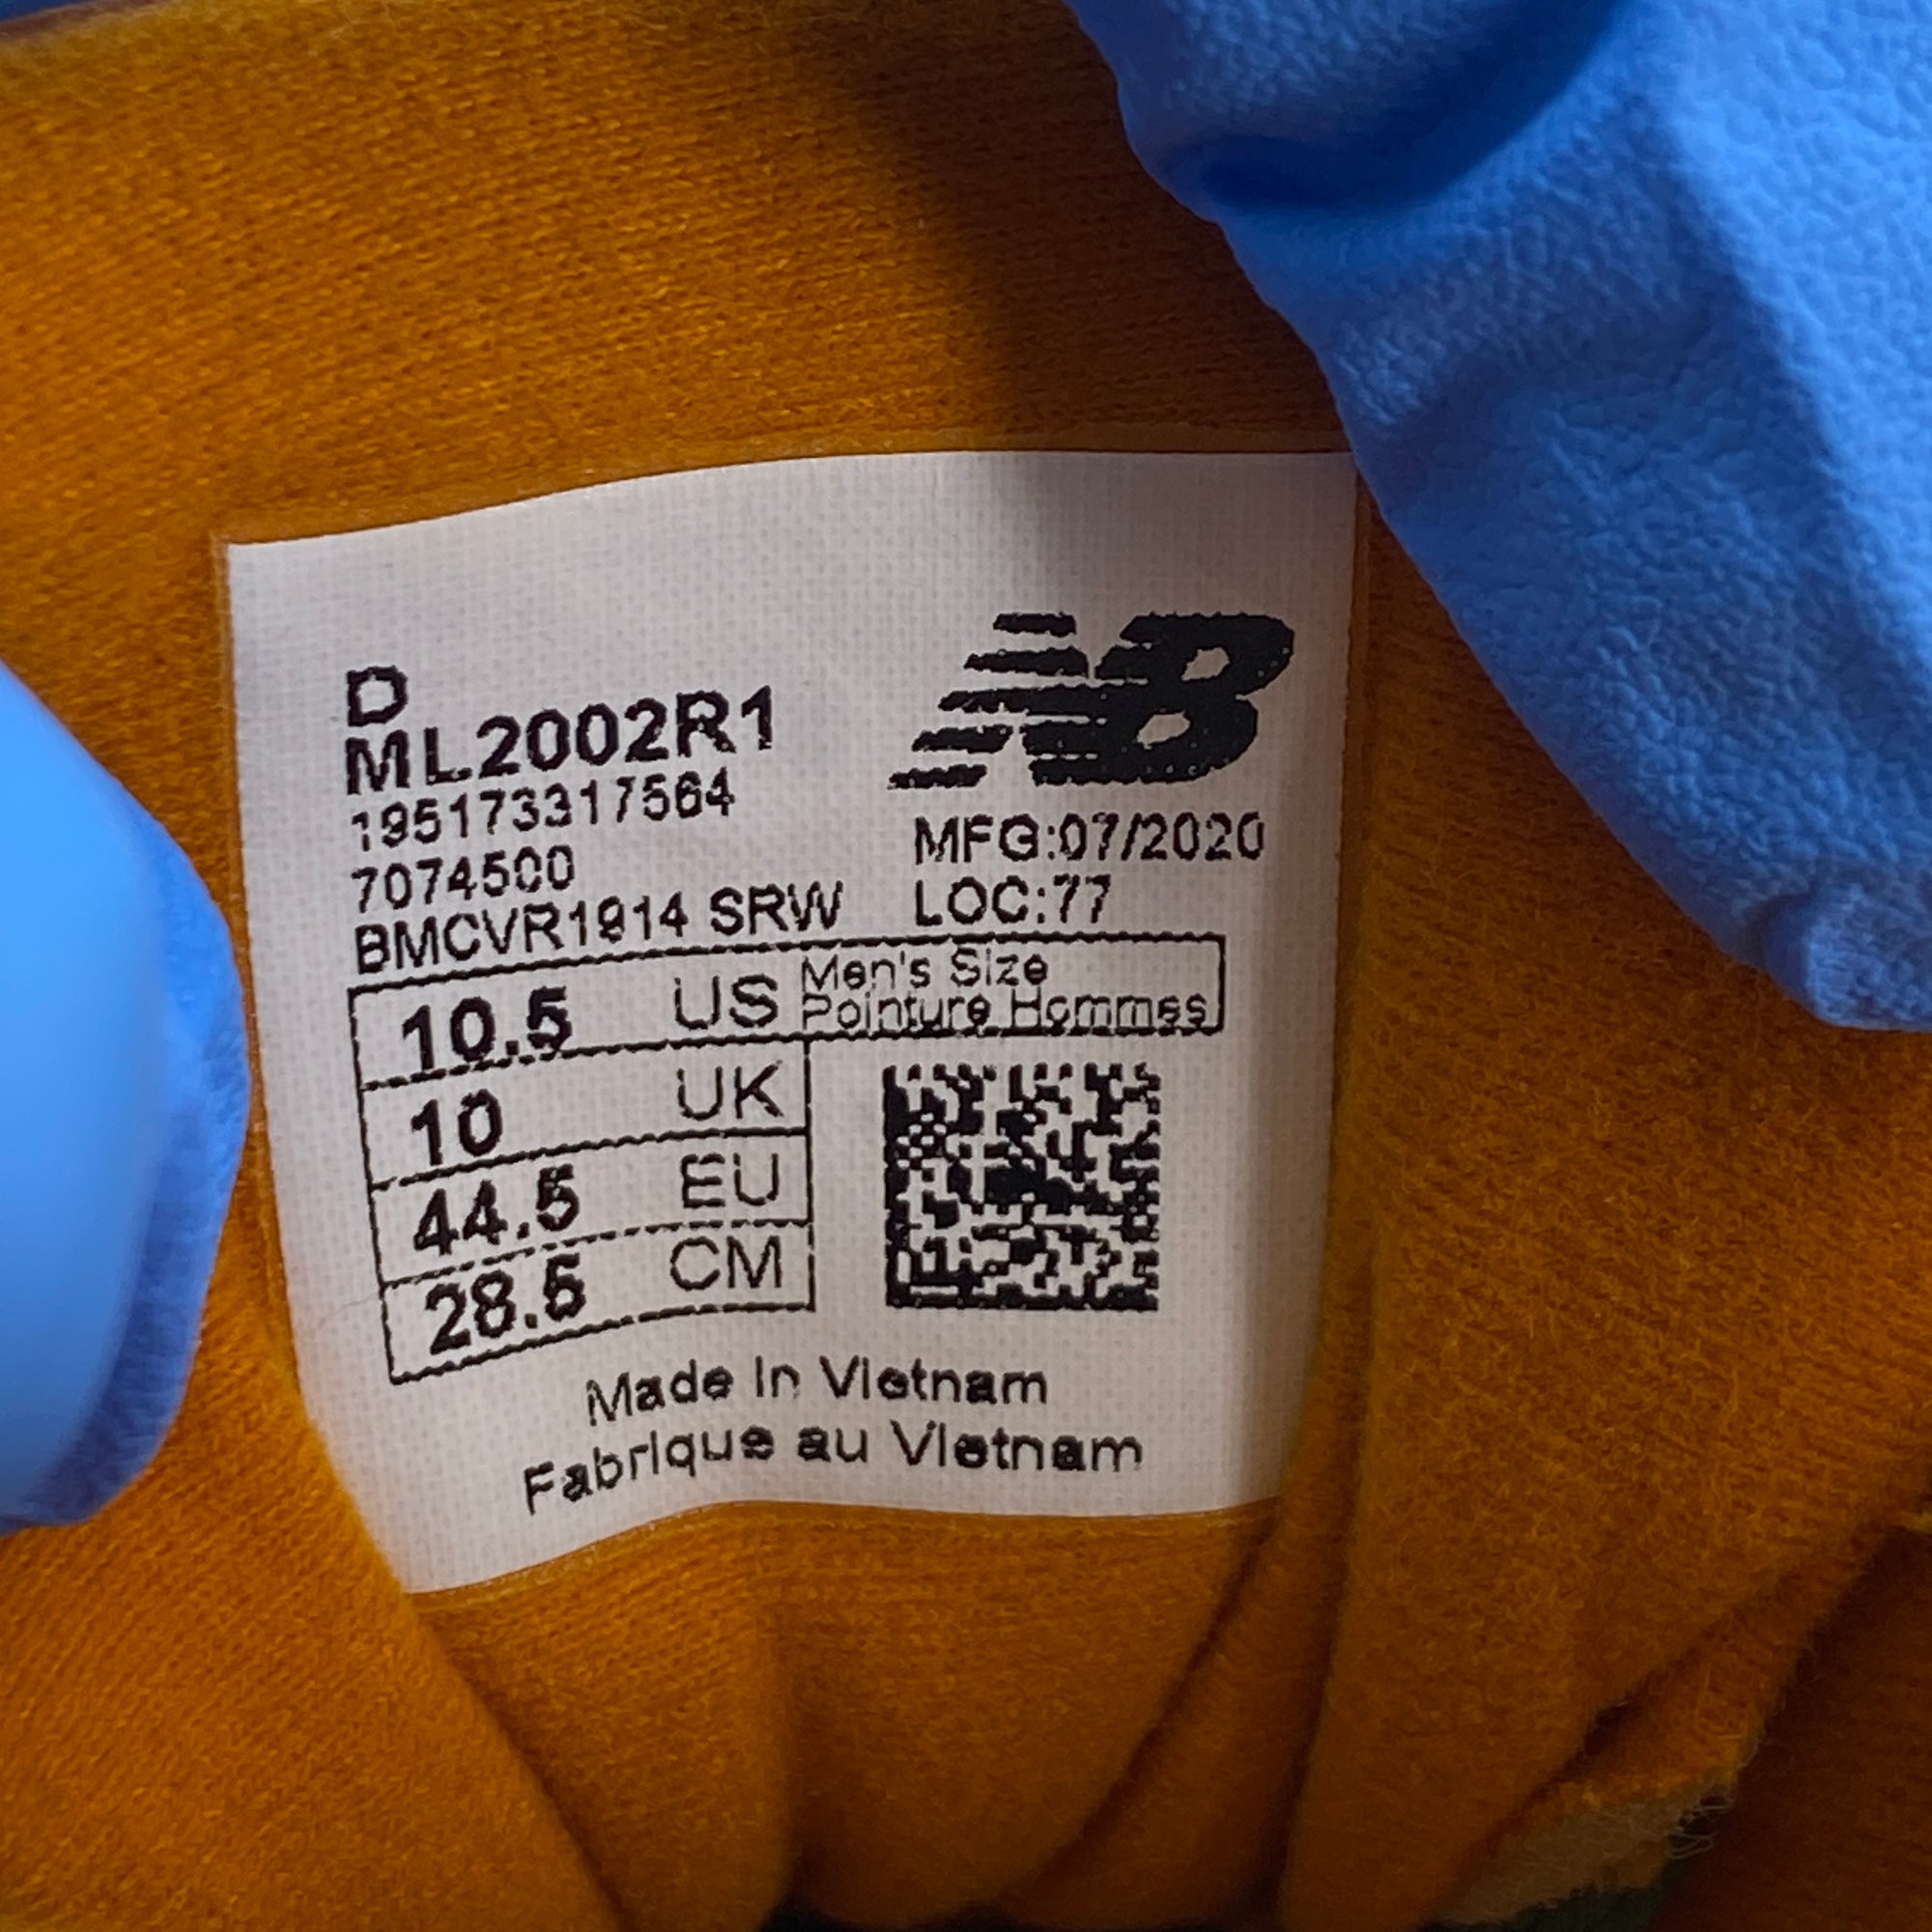 D
ML2002R1
195173317564
7074500
BMCVR1914 SRW
NB
MFG:07/2020
LOC:77
10.5 US Men's Size
Pointure Hommes
10 UK
44.5 EU
28.5 CM
Made in Vietnam
Fabrique au Vietnam